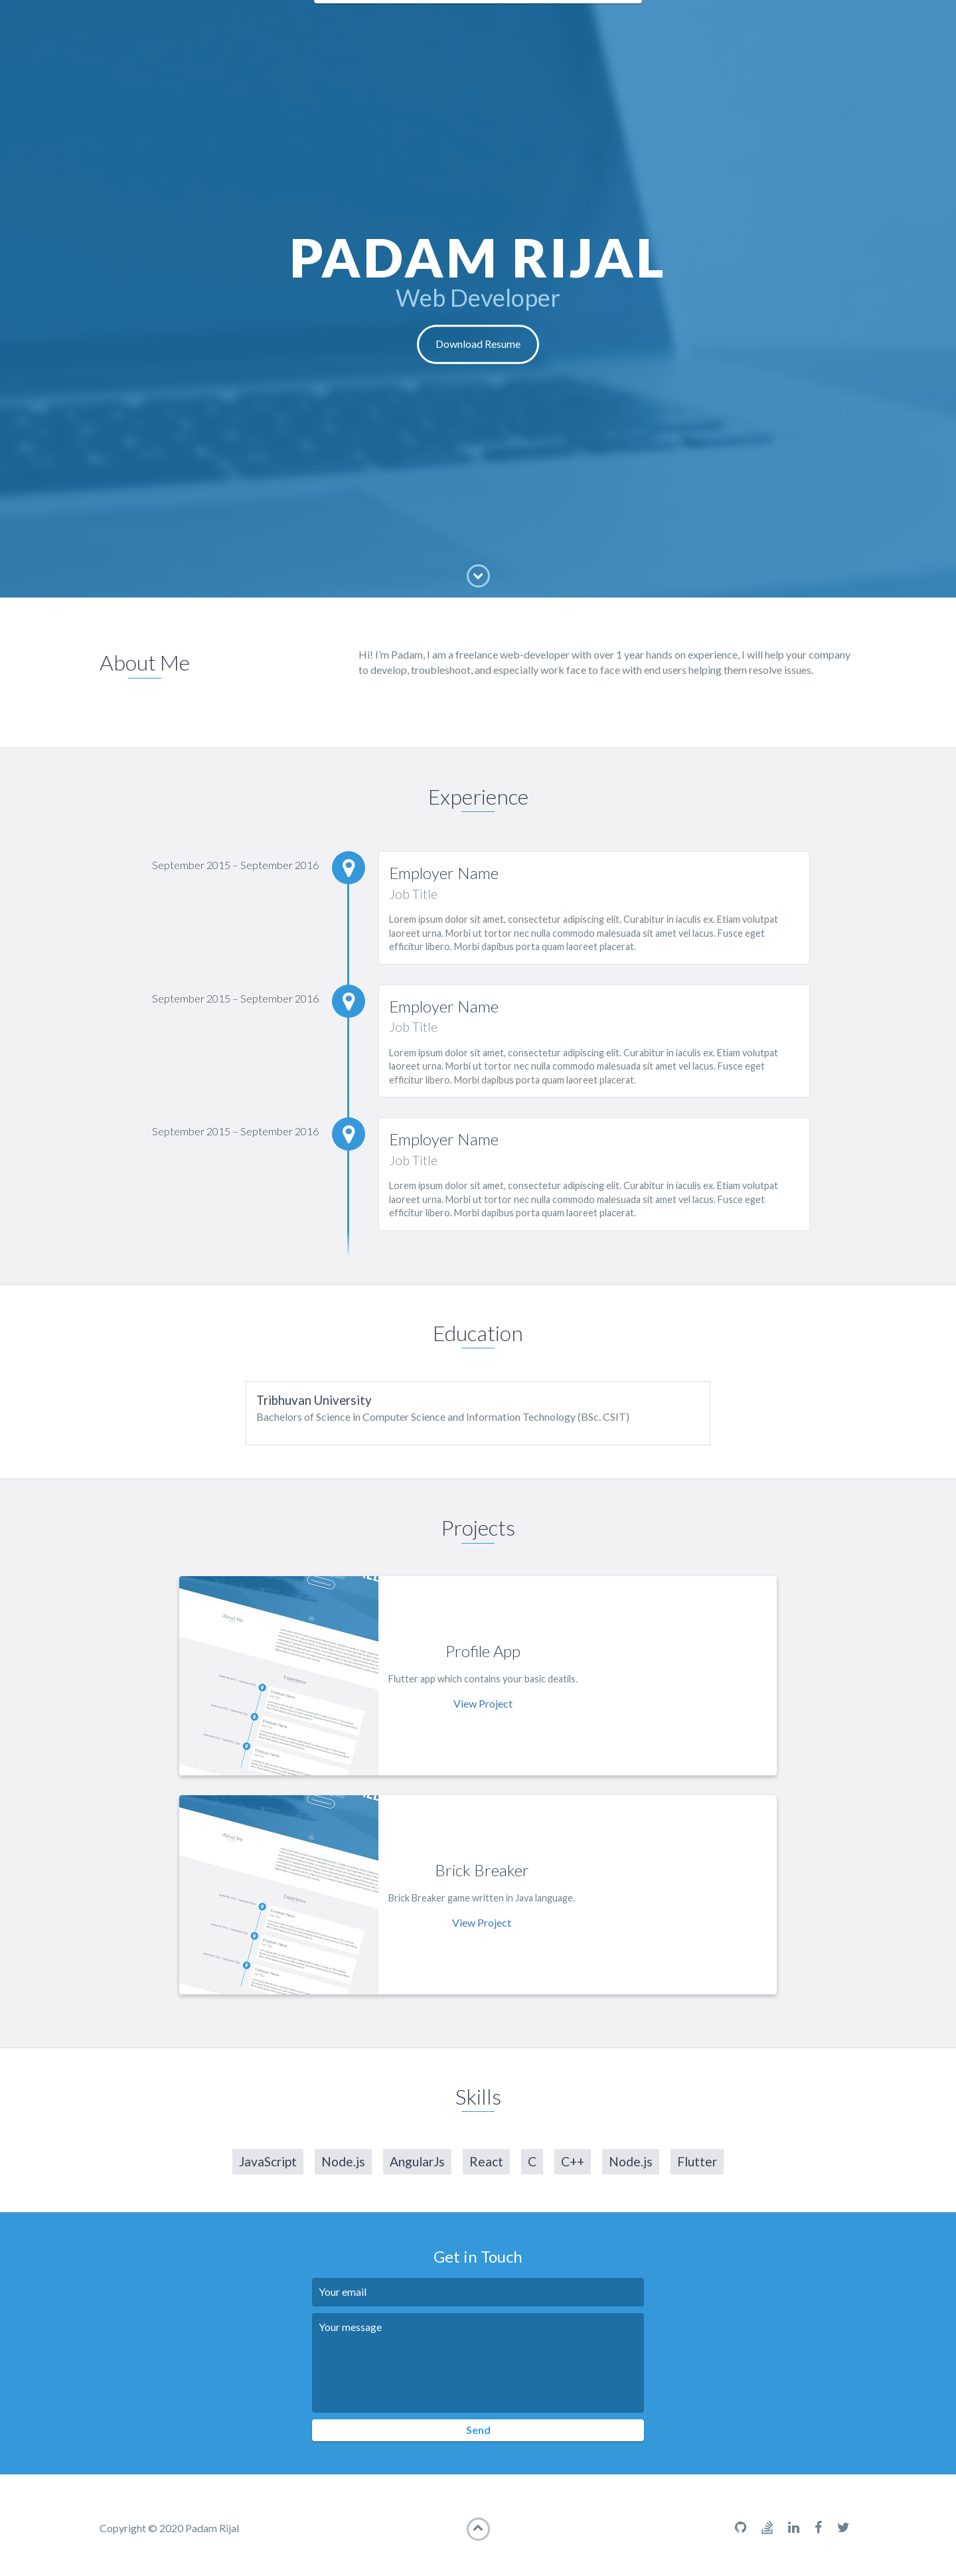 PADAM RIJAL
Web Developer
Download Resume
About Me
Hi! I'm Padam, I am a freelance web-developer with over 1 year hands on experience, I will help your company
to develop, troubleshoot, and especially work face to face with end users helping them resolve issues.
Experience
September 2015 – September 2016
Employer Name
Job Title
Lorem ipsum dolor sit amet, consectetur adipiscing elit. Curabitur in iaculis ex. Etiam volutpat
laoreet urna. Morbi ut tortor nec nulla commodo malesuada sit amet vel lacus. Fusce eget
efficitur libero. Morbi dapibus porta quam laoreet placerat.
September 2015 – September 2016
Employer Name
Job Title
Lorem ipsum dolor sit amet, consectetur adipiscing elit. Curabitur in iaculis ex. Etiam volutpat
laoreet urna. Morbi ut tortor nec nulla commodo malesuada sit amet vel lacus. Fusce eget
efficitur libero. Morbi dapibus porta quam laoreet placerat.
September 2015 – September 2016
Employer Name
Job Title
Lorem ipsum dolor sit amet, consectetur adipiscing elit. Curabitur in iaculis ex. Etiam volutpat
laoreet urna. Morbi ut tortor nec nulla commodo malesuada sit amet vel lacus. Fusce eget
efficitur libero. Morbi dapibus porta quam laoreet placerat.
Education
Tribhuvan University
Bachelors of Science in Computer Science and Information Technology (BSc. CSIT)
Projects
About Me
Experience
Profile App
Flutter app which contains your basic deatils.
View Project
About Me
Experience
Brick Breaker
Brick Breaker game written in Java language.
View Project
Skills
JavaScript Node.js AngularJs React C C++ Node.js Flutter
Get in Touch
Your email
Your message
Send
Copyright © 2020 Padam Rijal